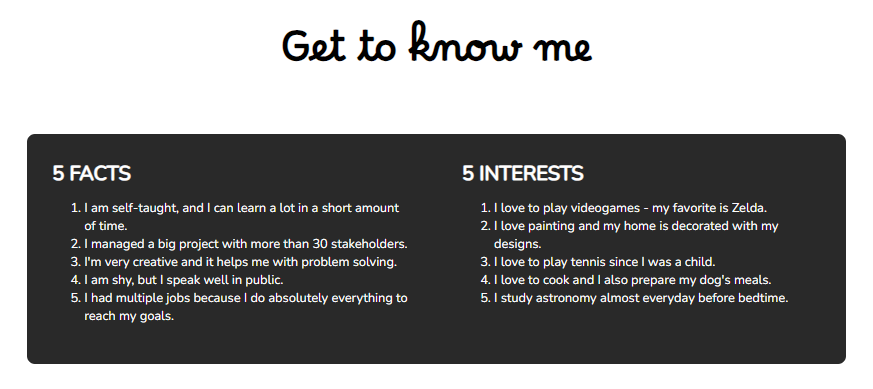 Get to know me
5 FACTS
1. I am self-taught, and I can learn a lot in a short amount
of time.
2. I managed a big project with more than 30 stakeholders.
3. I'm very creative and it helps me with problem solving.
4. I am shy, but I speak well in public.
5. I had multiple jobs because I do absolutely everything to
reach my goals.
5 INTERESTS
1. I love to play videogames - my favorite is Zelda.
2. I love painting and my home is decorated with my
designs.
3. I love to play tennis since I was a child.
4. I love to cook and I also prepare my dog's meals.
5. I study astronomy almost everyday before bedtime.